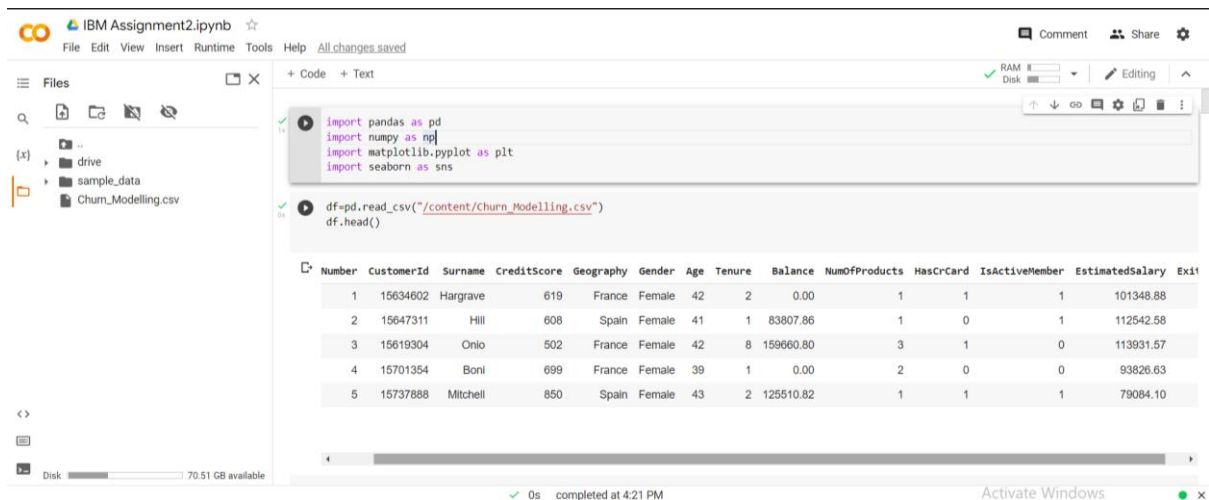 IBM Assignment2.ipynb
File Edit View Insert Runtime Tools Help All changes saved
Comment Share
Files
+ Code + Text
RAM
Disk
Editing
..
drive
sample_data
Churn_Modelling.csv
{x}
1s
import pandas as pd
import numpy as np
import matplotlib.pyplot as plt
import seaborn as sns
0s
df=pd.read_csv("/content/Churn_Modelling.csv")
df.head()
Number CustomerId Surname CreditScore Geography Gender Age Tenure Balance NumOfProducts HasCrCard IsActiveMember EstimatedSalary Exit
1 15634602 Hargrave 619 France Female 42 2 0.00 1 1 1 101348.88
2 15647311 Hill 608 Spain Female 41 1 83807.86 1 0 1 112542.58
3 15619304 Onio 502 France Female 42 8 159660.80 3 1 0 113931.57
4 15701354 Boni 699 France Female 39 1 0.00 2 0 0 93826.63
5 15737888 Mitchell 850 Spain Female 43 2 125510.82 1 1 1 79084.10
Disk 70.51 GB available
0s completed at 4:21 PM
Activate Windows